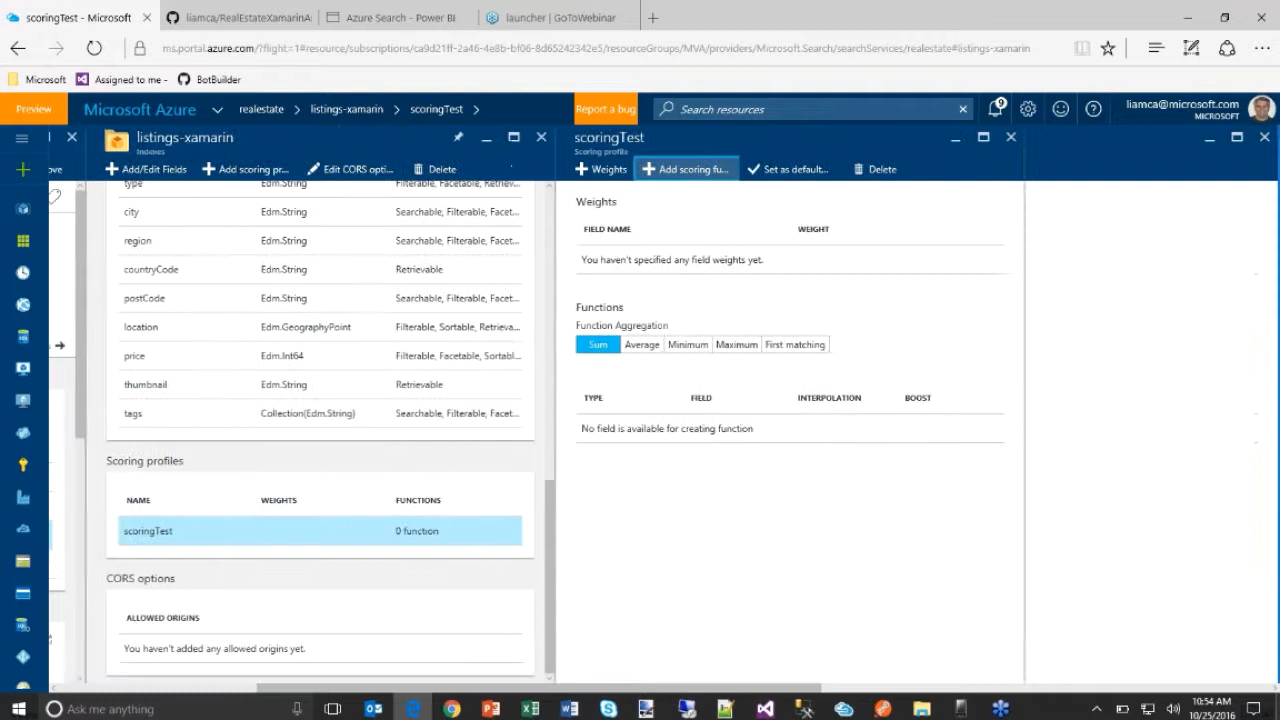 scoringTest - Microsoft
liamca/RealEstateXamarinA
Azure Search - Power BI
launcher | GoToWebinar
ms.portal.azure.com/?flight=1#resource/subscriptions/ca9d21ff-2a46-4e8b-bf06-8d65242342e5/resourceGroups/MVA/providers/Microsoft.Search/searchServices/realestate#listings-xamarin
Microsoft
Assigned to me -
BotBuilder
Preview
Microsoft Azure
realestate
listings-xamarin
scoringTest
Report a bug
Search resources
9
liamca@microsoft.com
MICROSOFT
listings-xamarin
Indexes
ove
Add/Edit Fields
Add scoring pr...
Edit CORS opti...
Delete
type Edm.String Filterable, Facetable, Retriev...
city Edm.String Searchable, Filterable, Facet...
region Edm.String Searchable, Filterable, Facet...
countryCode Edm.String Retrievable
postCode Edm.String Searchable, Filterable, Facet...
location Edm.GeographyPoint Filterable, Sortable, Retrieva...
price Edm.Int64 Filterable, Facetable, Sortabl...
thumbnail Edm.String Retrievable
tags Collection(Edm.String) Searchable, Filterable, Facet...
Scoring profiles
NAME WEIGHTS FUNCTIONS
scoringTest 0 function
CORS options
ALLOWED ORIGINS
You haven't added any allowed origins yet.
scoringTest
Scoring profile
Weights
Add scoring fu...
Set as default...
Delete
Weights
FIELD NAME WEIGHT
You haven't specified any field weights yet.
Functions
Function Aggregation
Sum Average Minimum Maximum First matching
TYPE FIELD INTERPOLATION BOOST
No field is available for creating function
Ask me anything
10:54 AM
10/25/2016